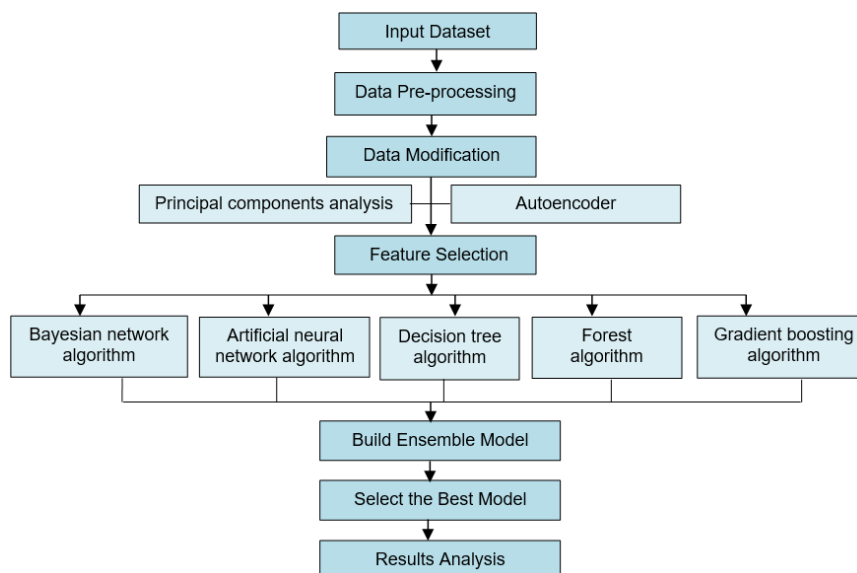 Input Dataset
Data Pre-processing
Data Modification
Principal components analysis
Autoencoder
Feature Selection
Bayesian network
algorithm
Artificial neural
network algorithm
Decision tree
algorithm
Forest
algorithm
Gradient boosting
algorithm
Build Ensemble Model
Select the Best Model
Results Analysis